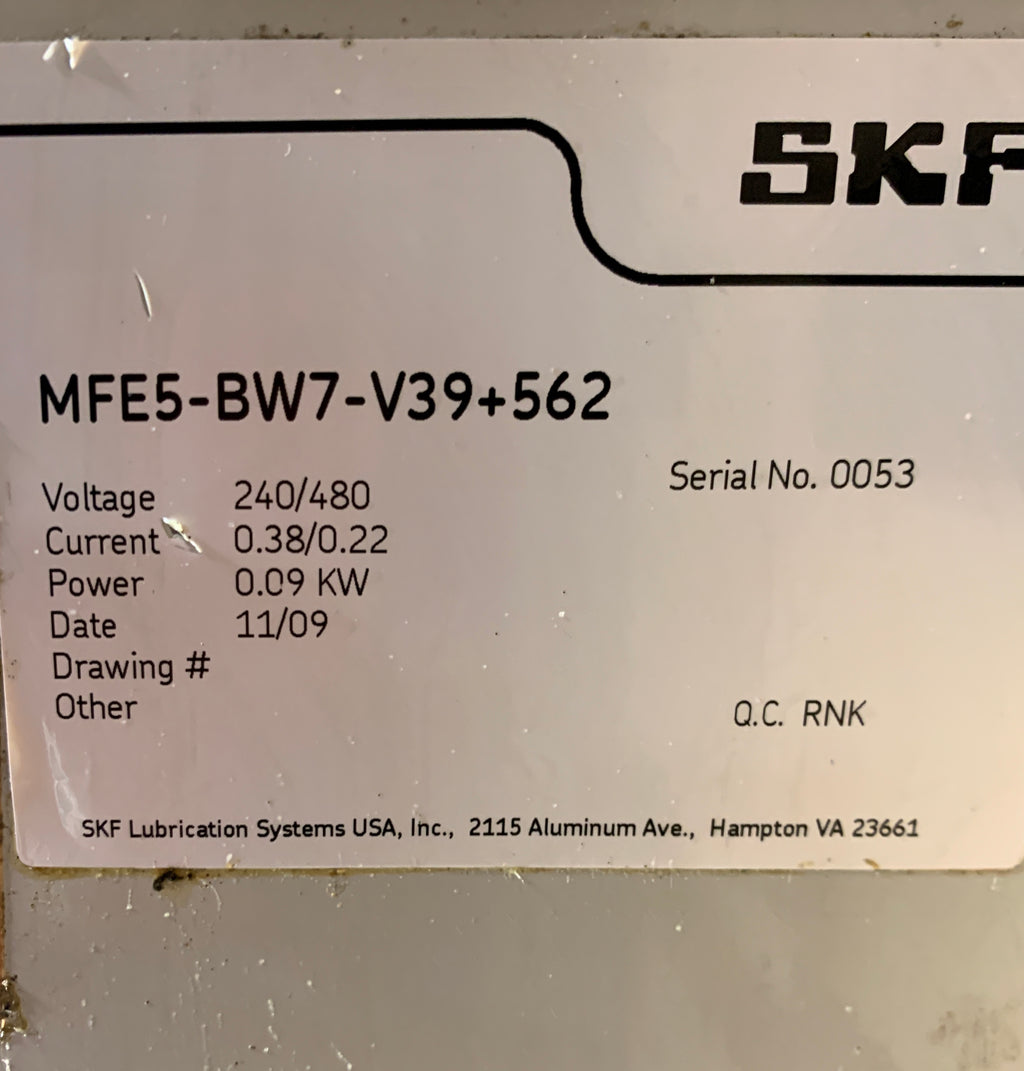 SKF
MFE5-BW7-V39+562
Serial No. 0053
Voltage 240/480
Current 0.38/0.22
Power 0.09 KW
Date 11/09
Drawing #
Other
Q.C. RNK
SKF Lubrication Systems USA, Inc., 2115 Aluminum Ave., Hampton VA 23661